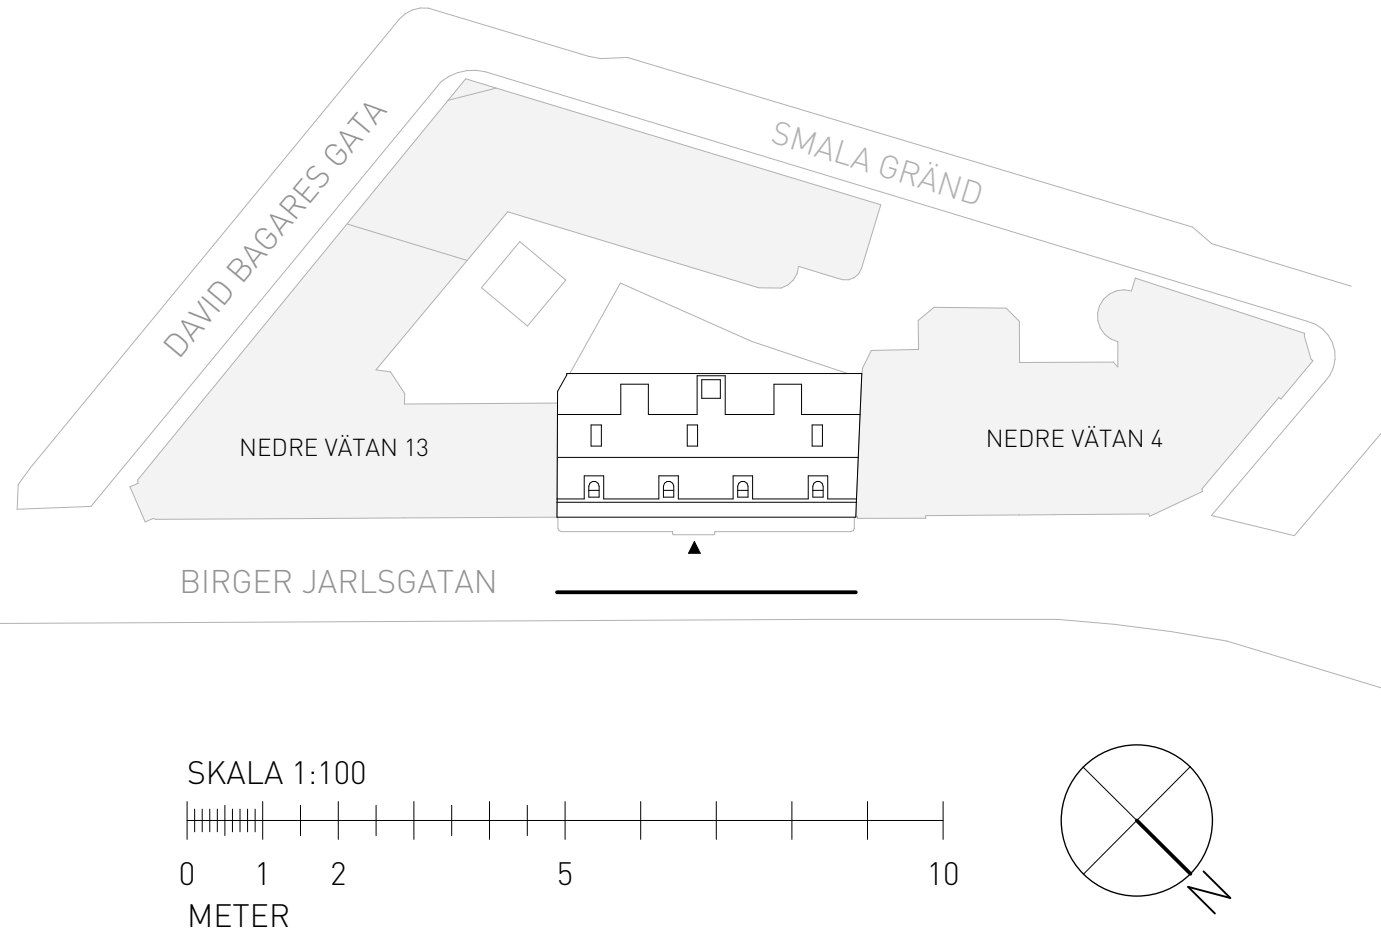 DAVID BAGARES GATA
SMALA GRÄND
NEDRE VÄTAN 13
NEDRE VÄTAN 4
BIRGER JARLSGATAN
SKALA 1:100
0 1 2 5 10
METER
N